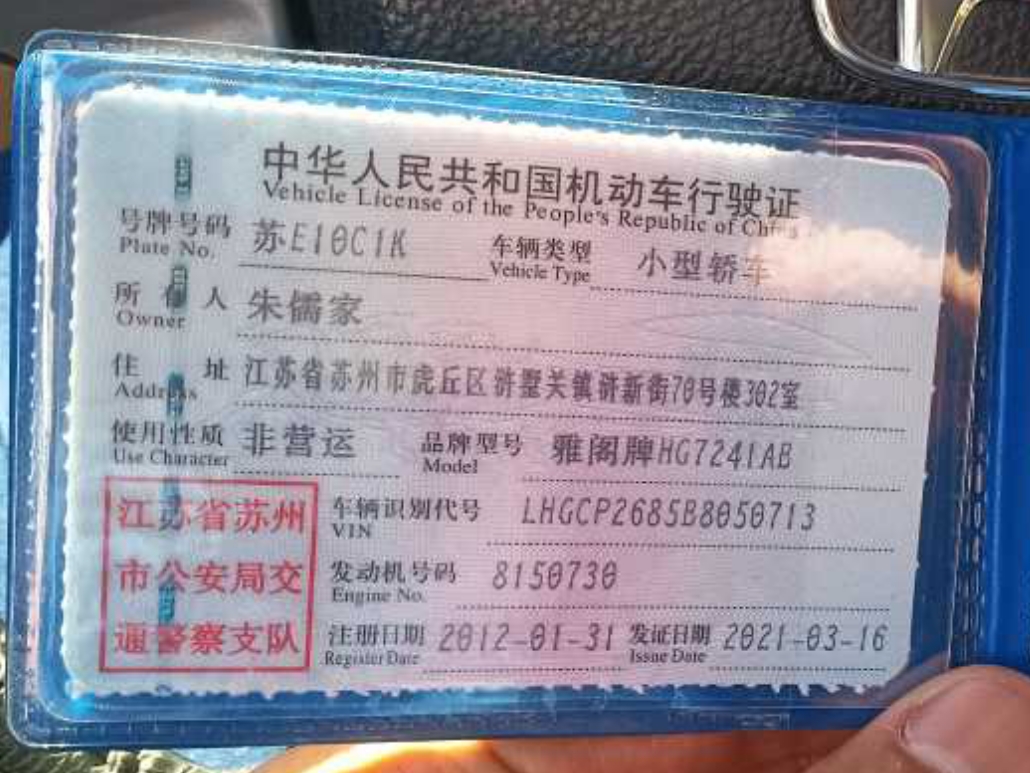 中华人民共和国机动车行驶证
Vehicle License of the People's Republic of China
号牌号码 苏E10C1K 车辆类型 小型轿车
Plate No. Vehicle Type
所有人 朱儒家
Owner
住址 江苏省苏州市虎丘区浒墅关镇浒新街70号楼302室
Address
使用性质 非营运 品牌型号 雅阁牌HG7241AB
Use Character Model
江苏省苏州 车辆识别代号 LHGCP2685B8050713
VIN
市公安局交 发动机号码 8150730
Engine No.
通警察支队 注册日期 2012-01-31 发证日期 2021-03-16
Register Date Issue Date